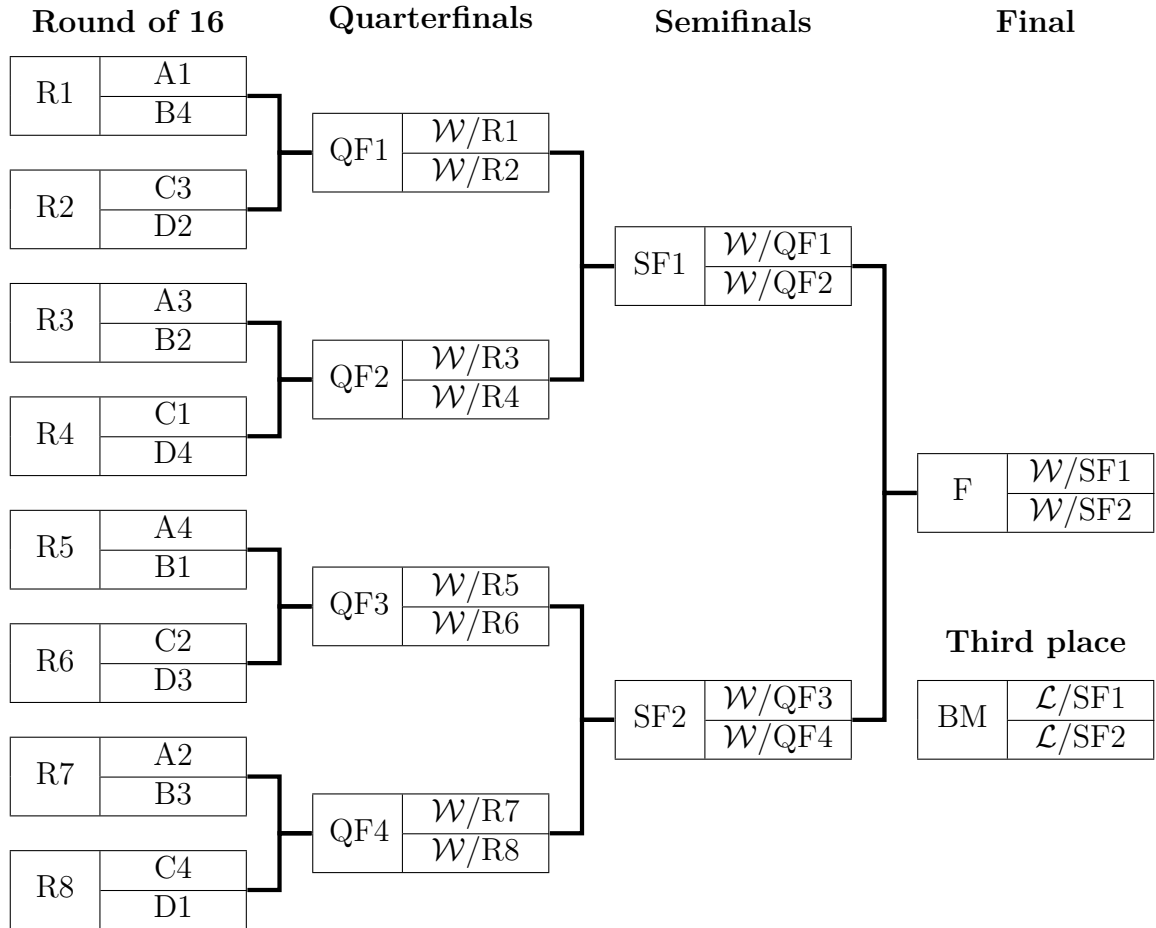 Round of 16
Quarterfinals
Semifinals
Final
R1
A1
B4
R2
C3
D2
R3
A3
B2
R4
C1
D4
R5
A4
B1
R6
C2
D3
R7
A2
B3
R8
C4
D1
QF1
𝒲/R1
𝒲/R2
QF2
𝒲/R3
𝒲/R4
QF3
𝒲/R5
𝒲/R6
QF4
𝒲/R7
𝒲/R8
SF1
𝒲/QF1
𝒲/QF2
SF2
𝒲/QF3
𝒲/QF4
F
𝒲/SF1
𝒲/SF2
Third place
BM
ℒ/SF1
ℒ/SF2